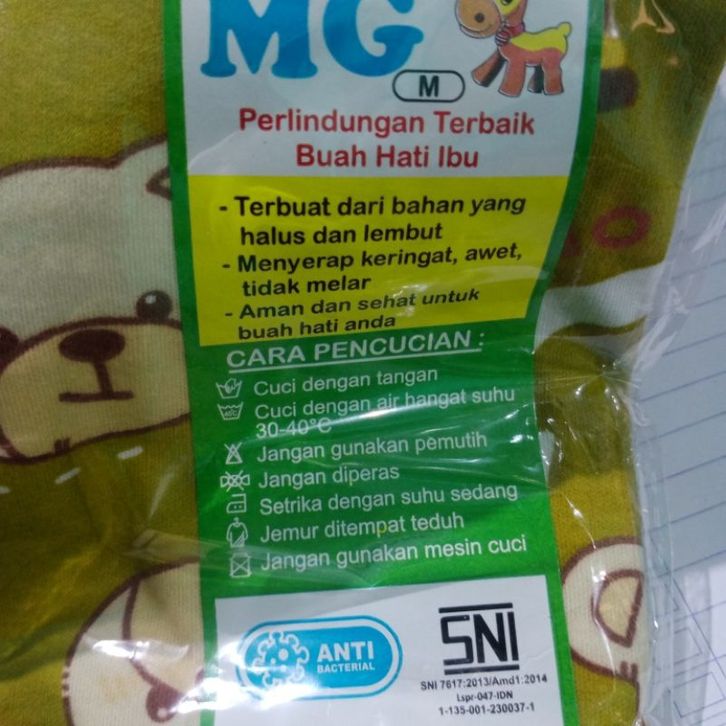 MG
M
Perlindungan Terbaik
Buah Hati Ibu
- Terbuat dari bahan yang
halus dan lembut
- Menyerap keringat, awet,
tidak melar
- Aman dan sehat untuk
buah hati anda
CARA PENCUCIAN :
Cuci dengan tangan
Cuci dengan air hangat suhu
30-40°C
Jangan gunakan pemutih
Jangan diperas
Setrika dengan suhu sedang
Jemur ditempat teduh
Jangan gunakan mesin cuci
ANTI
BACTERIAL
SNI
SNI 7617:2013/Amd1:2014
Lspr-047-IDN
1-135-001-230037-1